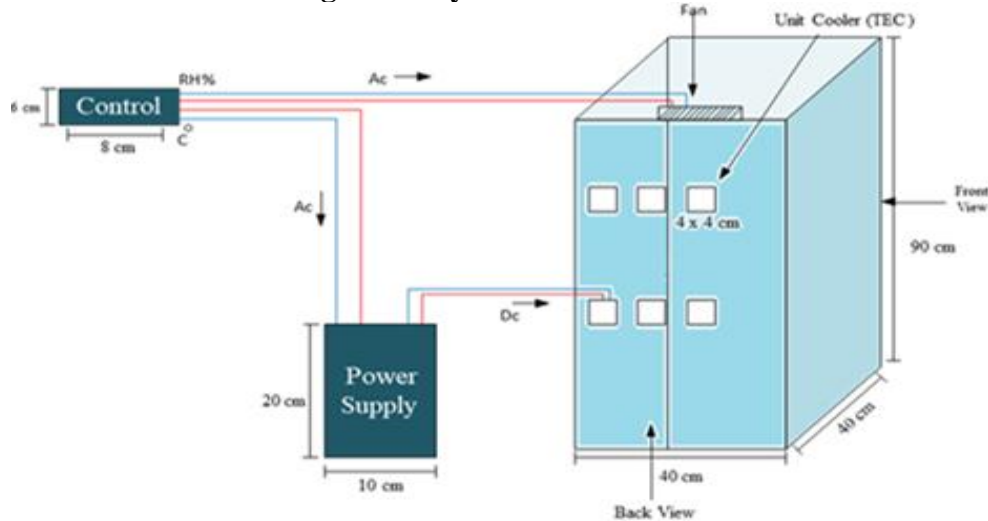 Fan
Unit Cooler (TEC)
RH%
Ac
Control
6 cm
8 cm
C
Ac
4 x 4 cm
Front
View
90 cm
Dc
Power
Supply
20 cm
10 cm
40 cm
40 cm
Back View